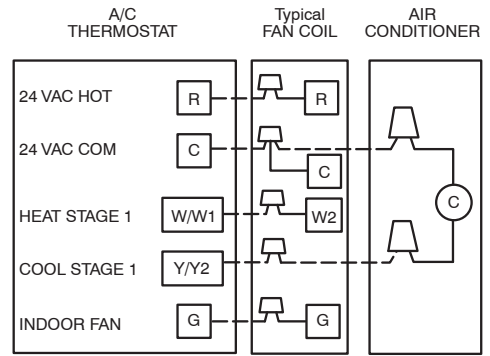 A/C
THERMOSTAT
Typical
FAN COIL
AIR
CONDITIONER
24 VAC HOT
R
R
24 VAC COM
C
C
C
HEAT STAGE 1
W/W1
W2
COOL STAGE 1
Y/Y2
INDOOR FAN
G
G